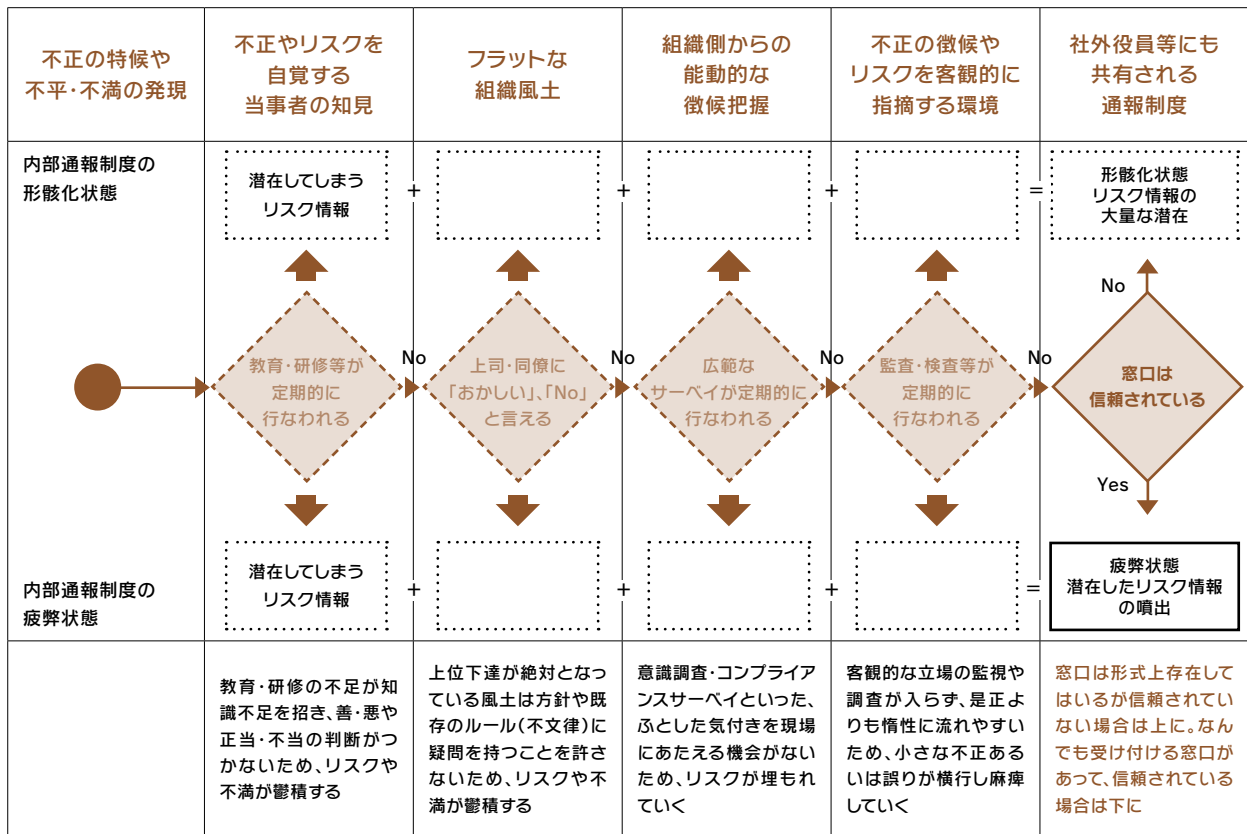 不正の特候や
不平・不満の発現
不正やリスクを
自覚する
当事者の知見
フラットな
組織風土
組織側からの
能動的な
徴候把握
不正の徴候や
リスクを客観的に
指摘する環境
社外役員等にも
共有される
通報制度
内部通報制度の
形骸化状態
潜在してしまう
リスク情報
+
+
+
=
形骸化状態
リスク情報の
大量な潜在
教育・研修等が
定期的に
行なわれる
No
上司・同僚に
「おかしい」、「No」
と言える
No
広範な
サーベイが定期的に
行なわれる
No
監査・検査等が
定期的に
行なわれる
No
No
窓口は
信頼されている
Yes
内部通報制度の
疲弊状態
潜在してしまう
リスク情報
+
+
+
=
疲弊状態
潜在したリスク情報
の噴出
教育・研修の不足が知
識不足を招き、善・悪や
正当・不当の判断がつ
かないため、リスクや
不満が鬱積する
上位下達が絶対となっ
ている風土は方針や既
存のルール(不文律)に
疑問を持つことを許さ
ないため、リスクや不
満が鬱積する
意識調査・コンプライア
ンスサーベイといった、
ふとした気付きを現場
にあたえる機会がない
ため、リスクが埋もれ
ていく
客観的な立場の監視や
調査が入らず、是正よ
りも惰性に流れやすい
ため、小さな不正ある
いは誤りが横行し麻痺
していく
窓口は形式上存在して
はいるが信頼されてい
ない場合は上に。なん
でも受け付ける窓口が
あって、信頼されている
場合は下に